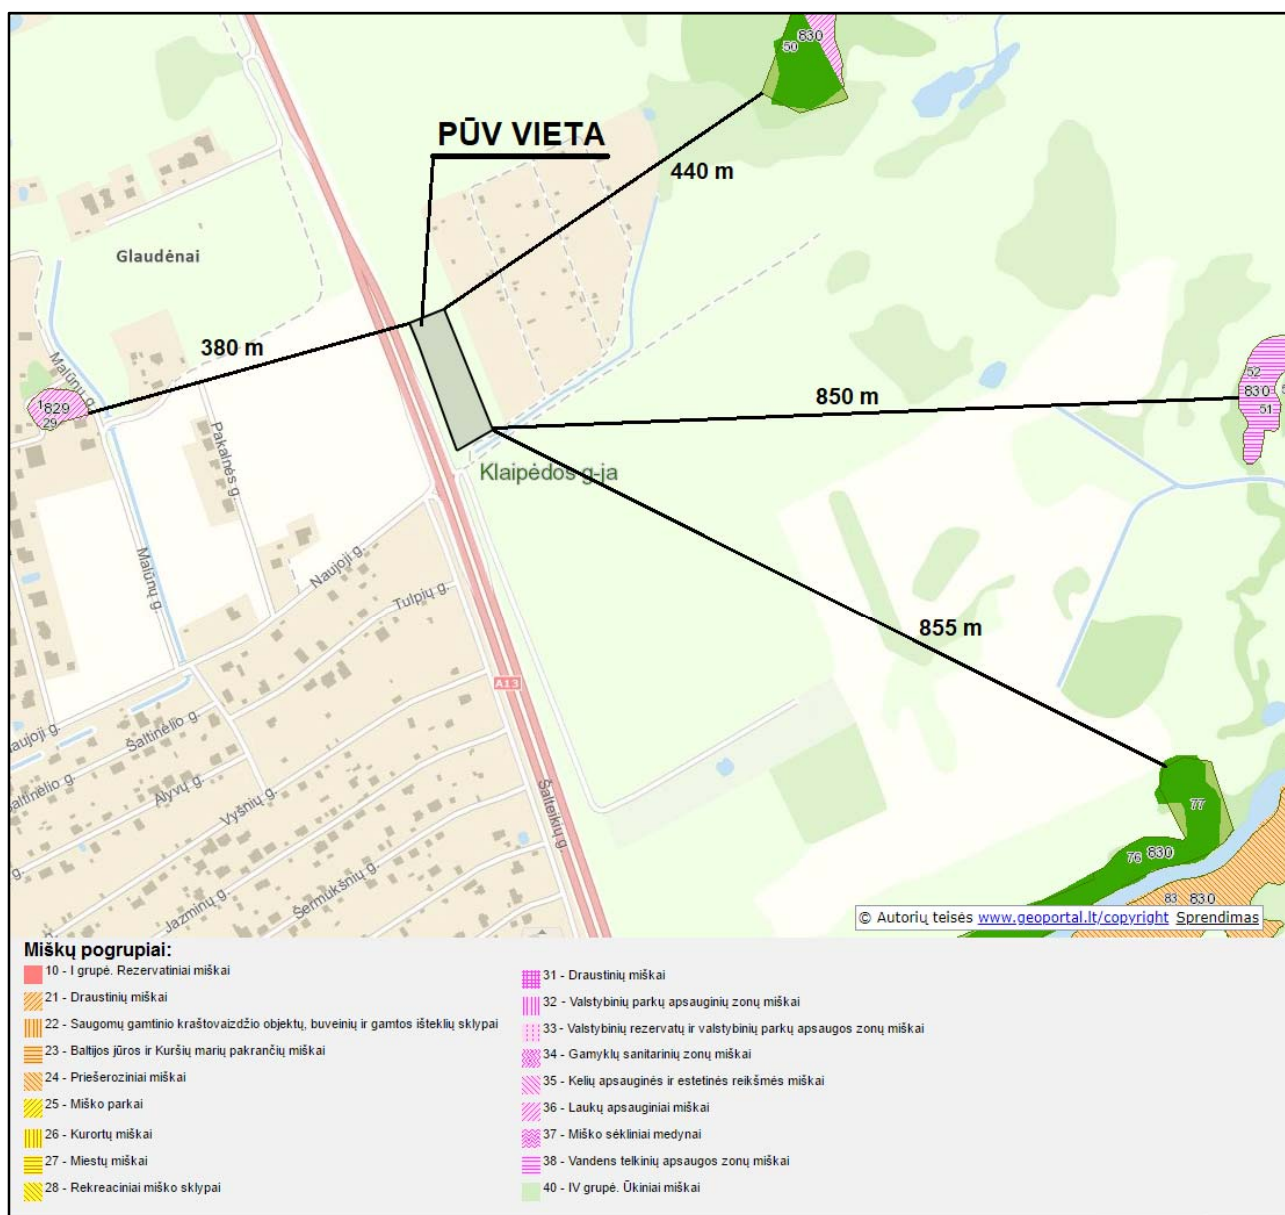 50
830
PŪV VIETA
440 m
Glaudėnai
380 m
Malūnų g.
1829
29
Pakalnės g.
850 m
52
830
51
Klaipėdos g-ja
Malūnų g.
Naujoji g.
Tulpių g.
855 m
A13
aujoji g.
Šaltinėlio g.
altinėlio g.
Alyvų g.
Vyšnių g.
g.
Jazminų g.
Šermukšnių g.
Šalteikių g.
77
76
830
83
830
© Autorių teisės www.geoportal.lt/copyright Sprendimas
Miškų pogrupiai:
10 - I grupė. Rezervatiniai miškai
21 - Draustinių miškai
22 - Saugomų gamtinio kraštovaizdžio objektų, buveinių ir gamtos išteklių sklypai
23 - Baltijos jūros ir Kuršių marių pakrančių miškai
24 - Priešeroziniai miškai
25 - Miško parkai
26 - Kurortų miškai
27 - Miestų miškai
28 - Rekreaciniai miško sklypai
31 - Draustinių miškai
32 - Valstybinių parkų apsauginių zonų miškai
33 - Valstybinių rezervatų ir valstybinių parkų apsaugos zonų miškai
34 - Gamyklų sanitarinių zonų miškai
35 - Kelių apsauginės ir estetinės reikšmės miškai
36 - Laukų apsauginiai miškai
37 - Miško sėkliniai medynai
38 - Vandens telkinių apsaugos zonų miškai
40 - IV grupė. Ūkiniai miškai